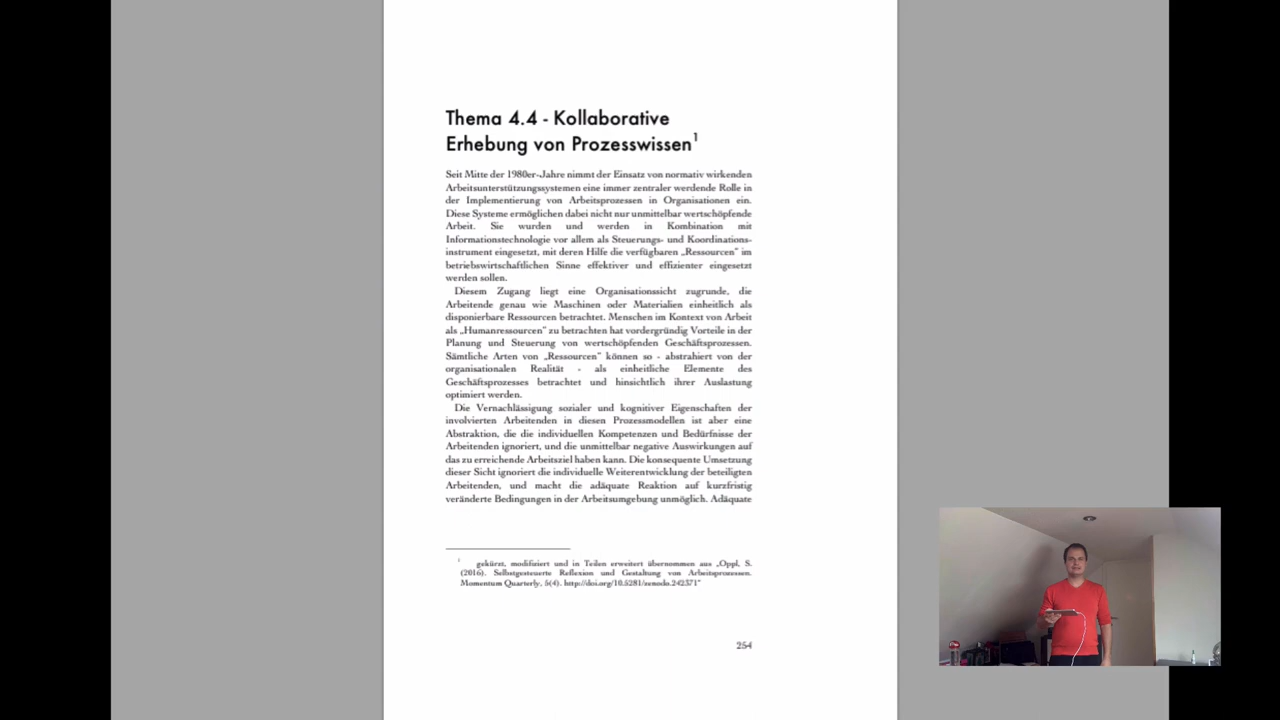 Thema 4.4 - Kollaborative
Erhebung von Prozesswissen¹
Seit Mitte der 1980er-Jahre nimmt der Einsatz von normativ wirkenden
Arbeitsunterstützungssystemen eine immer zentraler werdende Rolle in
der Implementierung von Arbeitsprozessen in Organisationen ein.
Diese Systeme ermöglichen dabei nicht nur unmittelbar wertschöpfende
Arbeit. Sie wurden und werden in Kombination mit
Informationstechnologie vor allem als Steuerungs- und Koordinations-
instrument eingesetzt, mit deren Hilfe die verfügbaren „Ressourcen" im
betriebswirtschaftlichen Sinne effektiver und effizienter eingesetzt
werden sollen.
Diesem Zugang liegt eine Organisationssicht zugrunde, die
Arbeitende genau wie Maschinen oder Materialien einheitlich als
disponierbare Ressourcen betrachtet. Menschen im Kontext von Arbeit
als „Humanressourcen" zu betrachten hat vordergründig Vorteile in der
Planung und Steuerung von wertschöpfenden Geschäftsprozessen.
Sämtliche Arten von „Ressourcen" können so - abstrahiert von der
organisationalen Realität - als einheitliche Elemente des
Geschäftsprozesses betrachtet und hinsichtlich ihrer Auslastung
optimiert werden.
Die Vernachlässigung sozialer und kognitiver Eigenschaften der
involvierten Arbeitenden in diesen Prozessmodellen ist aber eine
Abstraktion, die die individuellen Kompetenzen und Bedürfnisse der
Arbeitenden ignoriert, und die unmittelbar negative Auswirkungen auf
das zu erreichende Arbeitsziel haben kann. Die konsequente Umsetzung
dieser Sicht ignoriert die individuelle Weiterentwicklung der beteiligten
Arbeitenden, und macht die adäquate Reaktion auf kurzfristig
veränderte Bedingungen in der Arbeitsumgebung unmöglich. Adäquate
¹ gekürzt, modifiziert und in Teilen erweitert übernommen aus „Oppl, S.
(2016). Selbstgesteuerte Reflexion und Gestaltung von Arbeitsprozessen.
Momentum Quarterly, 5(4). http://doi.org/10.5281/zenodo.242371"
254